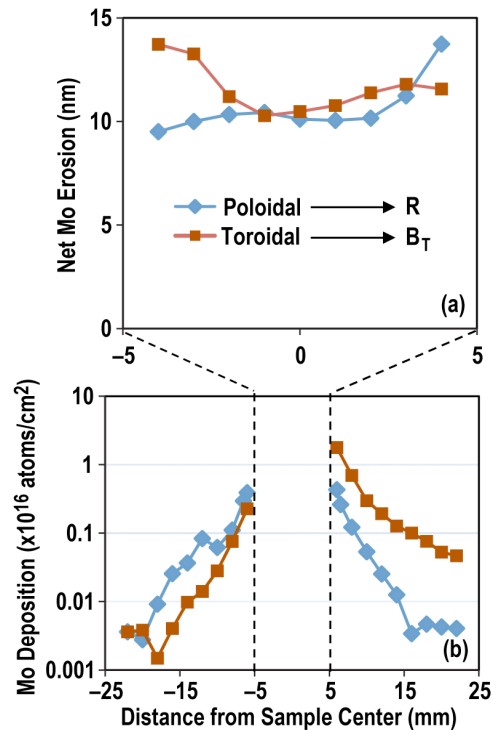 15
10
5
0
Net Mo Erosion (nm)
Poloidal R
Toroidal B_T
(a)
−5 0 5
10
1
0.1
0.01
0.001
Mo Deposition (x10^16 atoms/cm^2)
(b)
−25 −15 −5 5 15 25
Distance from Sample Center (mm)